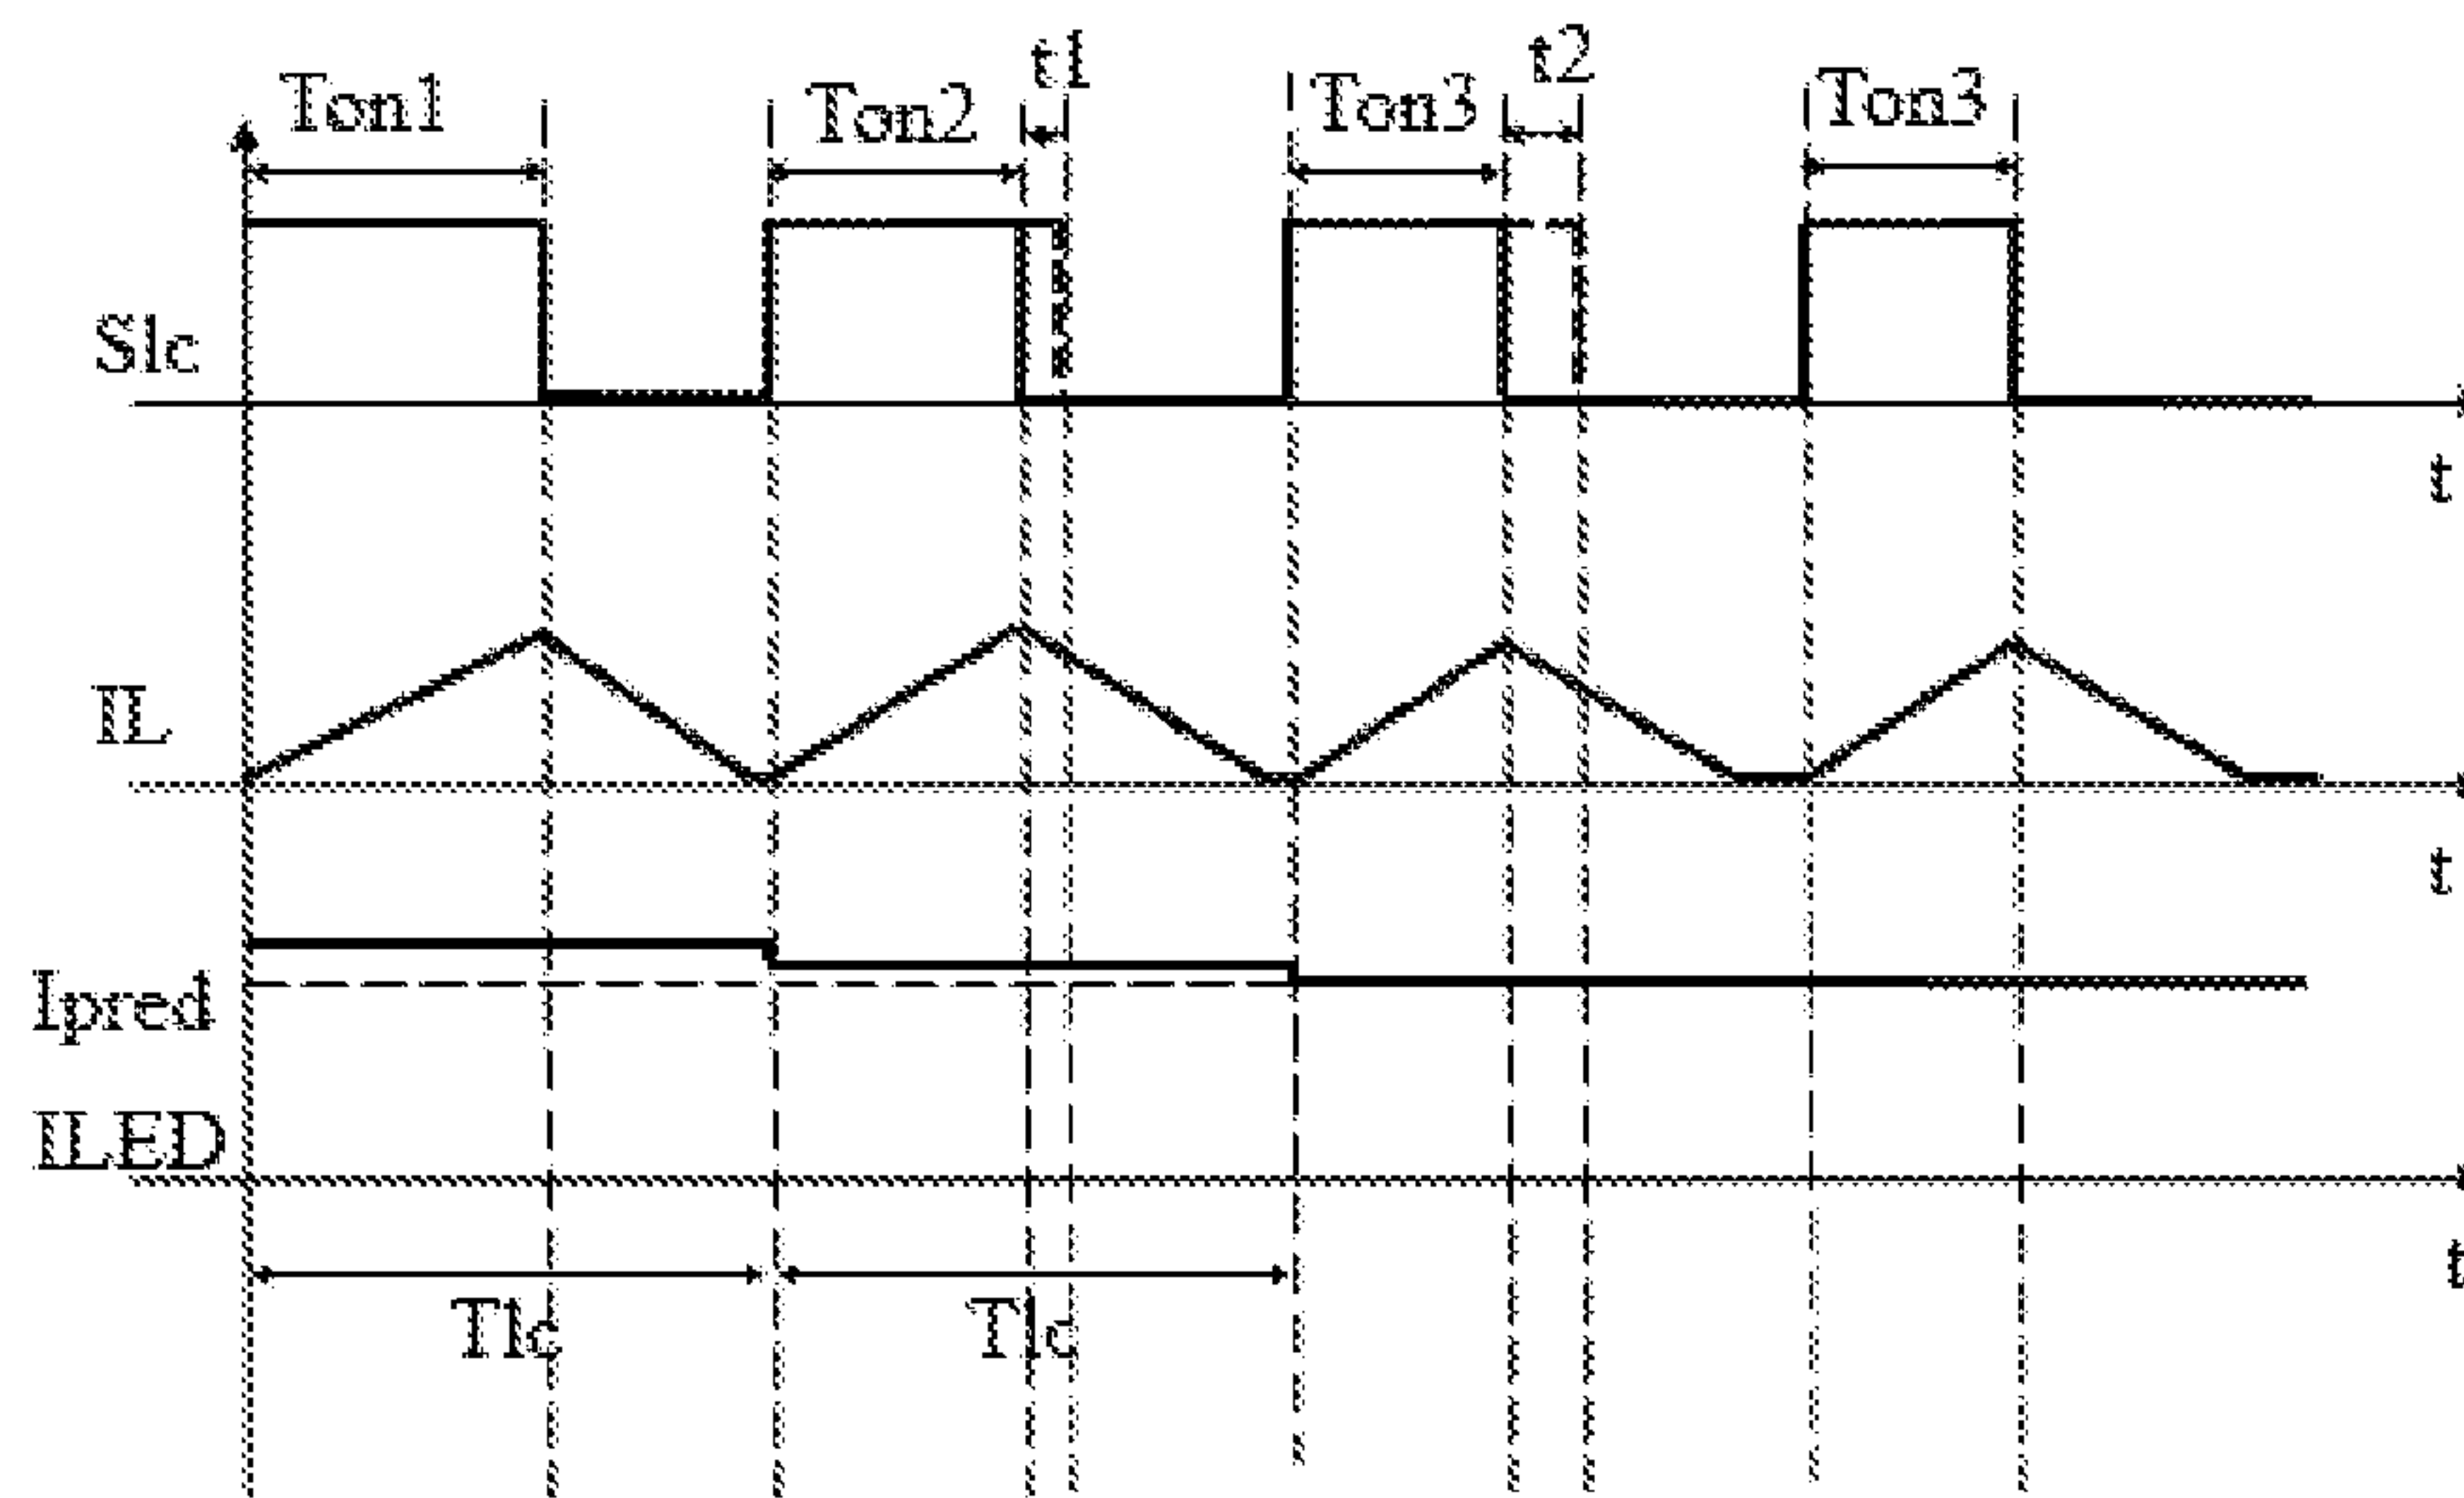 Ton1 Ton2 t1 Ton3 t2 Ton3
Slc
t
IL
t
Ipred
ILED
t
Tlc Tlc